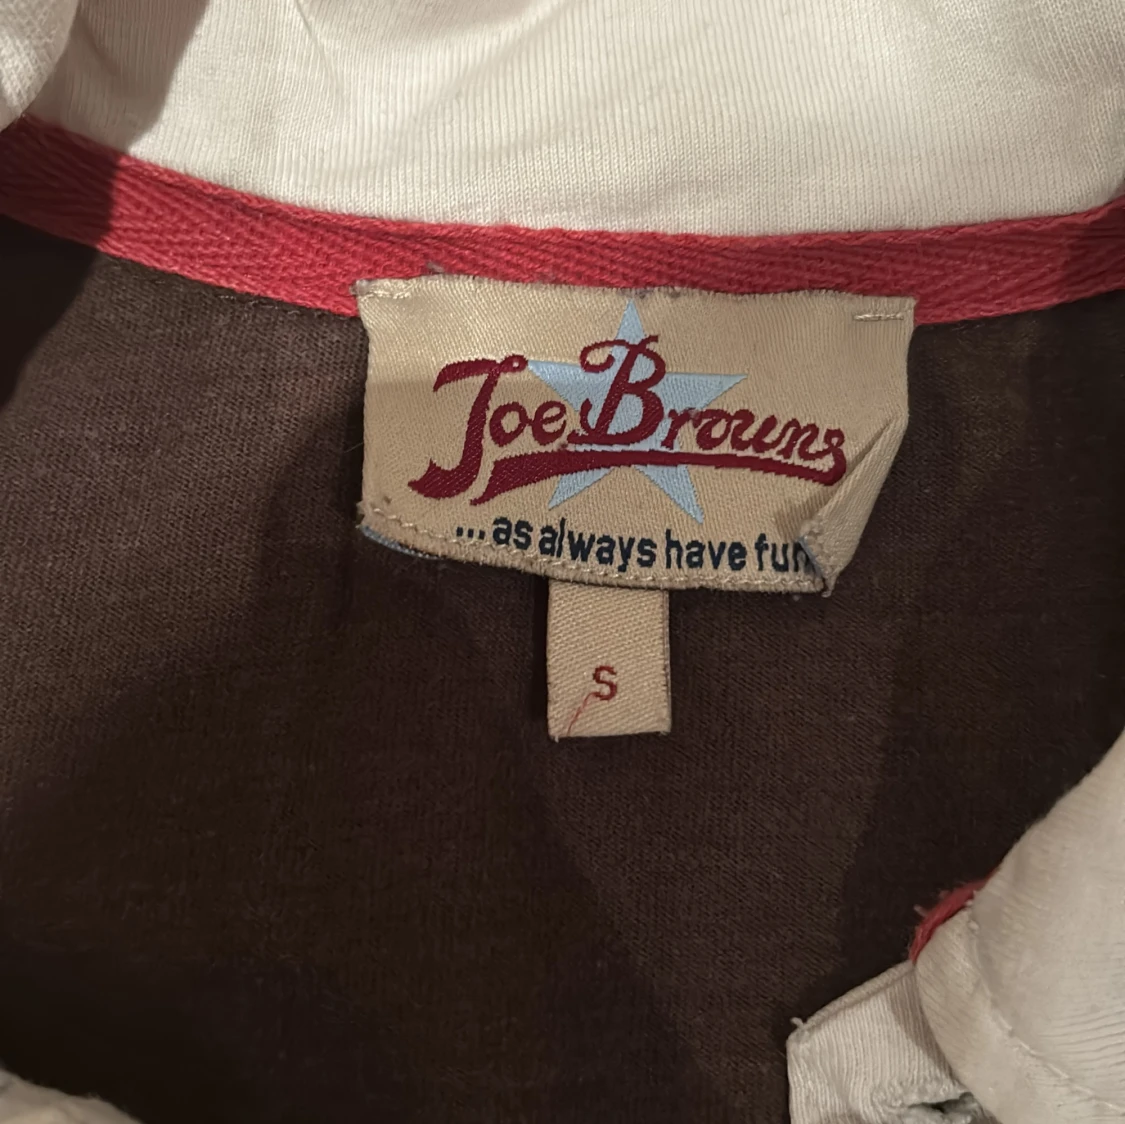 Joe Browns
...as always have fun
S